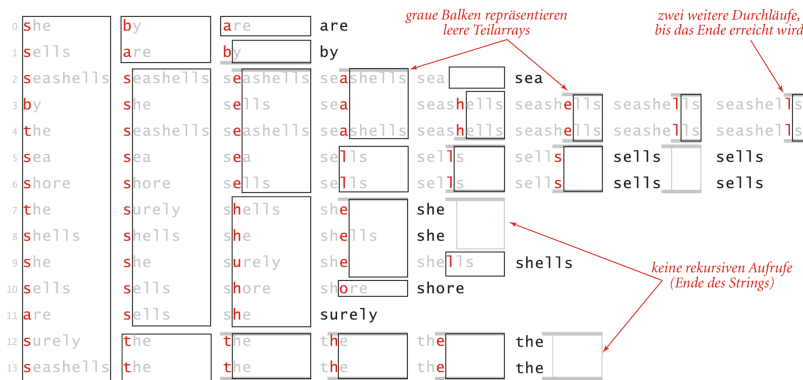 graue Balken repräsentieren
leere Teilarrays
zwei weitere Durchläufe,
bis das Ende erreicht wird
0 she by are are
1 sells are by by
2 seashells seashells seashells seashells sea sea
3 by she sells sea seashells seashells seashells seashells
4 the seashells seashells seashells seashells seashells seashells seashells
5 sea sea sea sells sells sells sells sells
6 shore shore sells sells sells sells sells sells
7 the surely shells she she
8 shells shells she shells she
9 she she surely she shells shells
10 sells sells shore shore shore
11 are sells she surely
12 surely the the the the the
13 seashells the the the the the
keine rekursiven Aufrufe
(Ende des Strings)